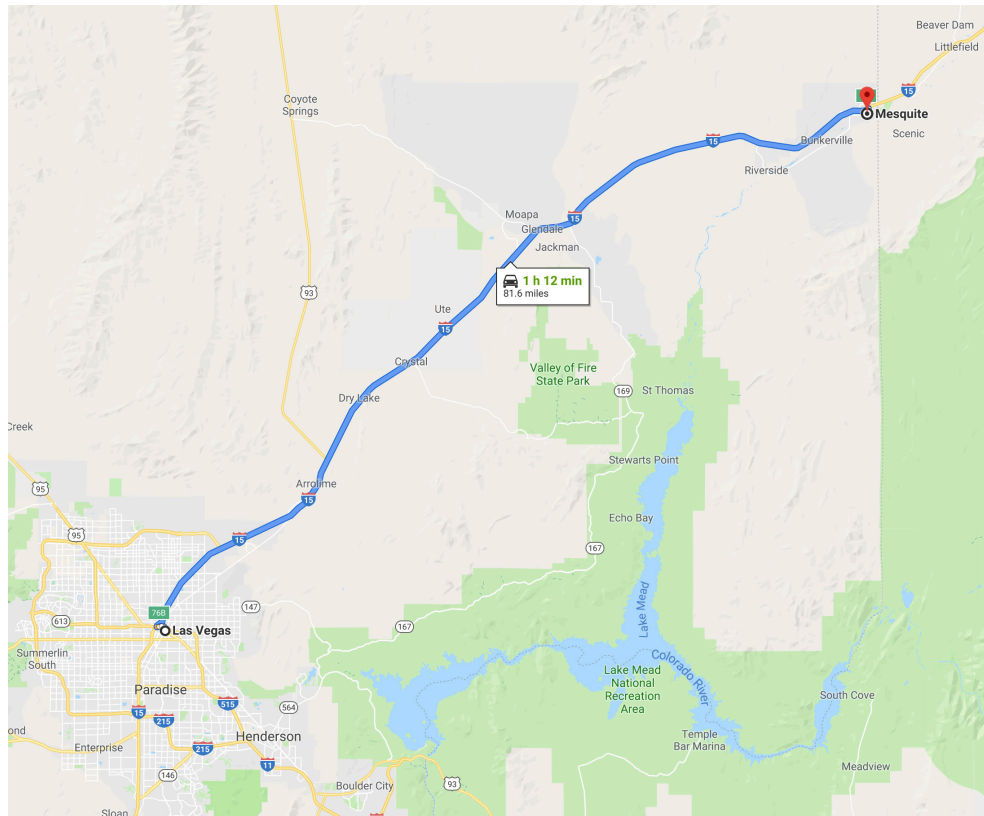 Beaver Dam
Littlefield
15
Coyote
Springs
Mesquite
Scenic
15
Bunkerville
Riverside
Moapa
15
Glendale
Jackman
1 h 12 min
81.6 miles
93
Ute
15
Crystal
Valley of Fire
State Park
169
St Thomas
Dry Lake
Creek
Stewarts Point
Arrolime
95
15
Echo Bay
95
15
167
Lake Mead
76B
147
613
Las Vegas
167
Summerlin
South
Colorado River
Lake Mead
National
Recreation
Area
Paradise
South Cove
515
564
15
215
ond
Enterprise
215
Henderson
Temple
Bar Marina
11
Meadview
146
Boulder City
93
Sloan